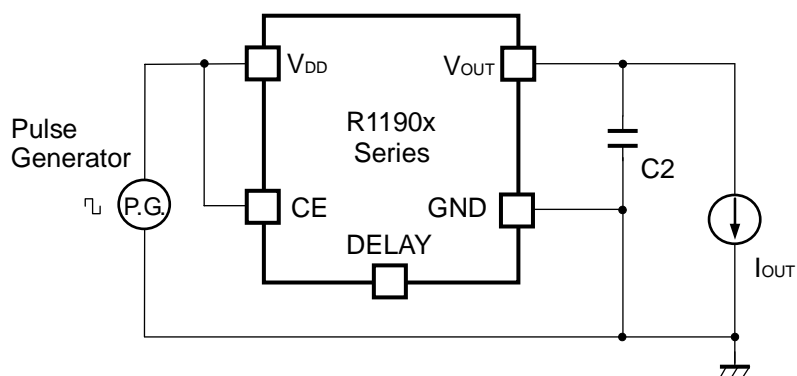 VDD
VOUT
R1190x
Series
Pulse
Generator
C2
P.G.
CE
GND
DELAY
IOUT